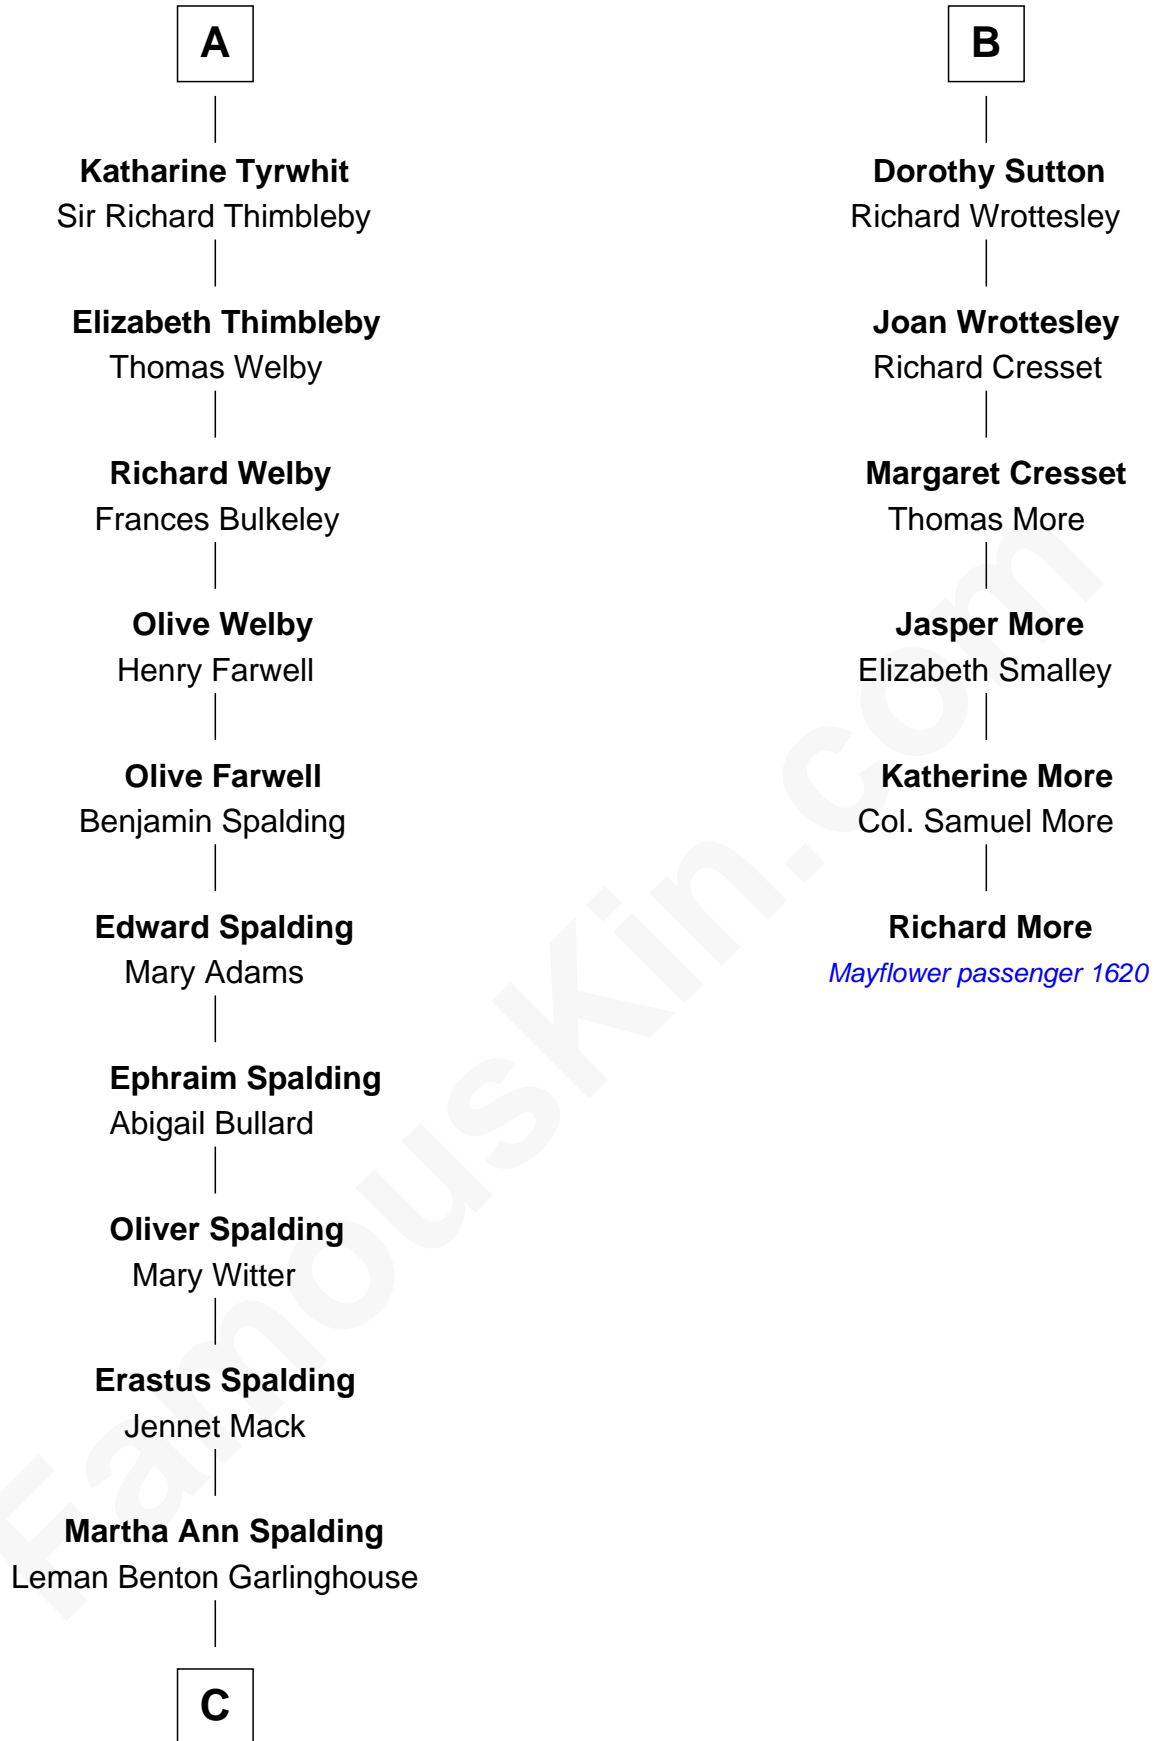 A
Katharine Tyrwhit
Sir Richard Thimbleby
Elizabeth Thimbleby
Thomas Welby
Richard Welby
Frances Bulkeley
Olive Welby
Henry Farwell
Olive Farwell
Benjamin Spalding
Edward Spalding
Mary Adams
Ephraim Spalding
Abigail Bullard
Oliver Spalding
Mary Witter
Erastus Spalding
Jennet Mack
Martha Ann Spalding
Leman Benton Garlinghouse
C
B
Dorothy Sutton
Richard Wrottesley
Joan Wrottesley
Richard Cresset
Margaret Cresset
Thomas More
Jasper More
Elizabeth Smalley
Katherine More
Col. Samuel More
Richard More
Mayflower passenger 1620
FamousKin.com